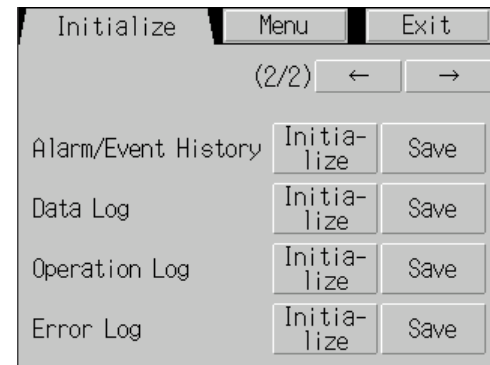 Initialize Menu Exit
(2/2) ← →
Alarm/Event History Initia- Save
lize
Data Log Initia- Save
lize
Operation Log Initia- Save
lize
Error Log Initia- Save
lize